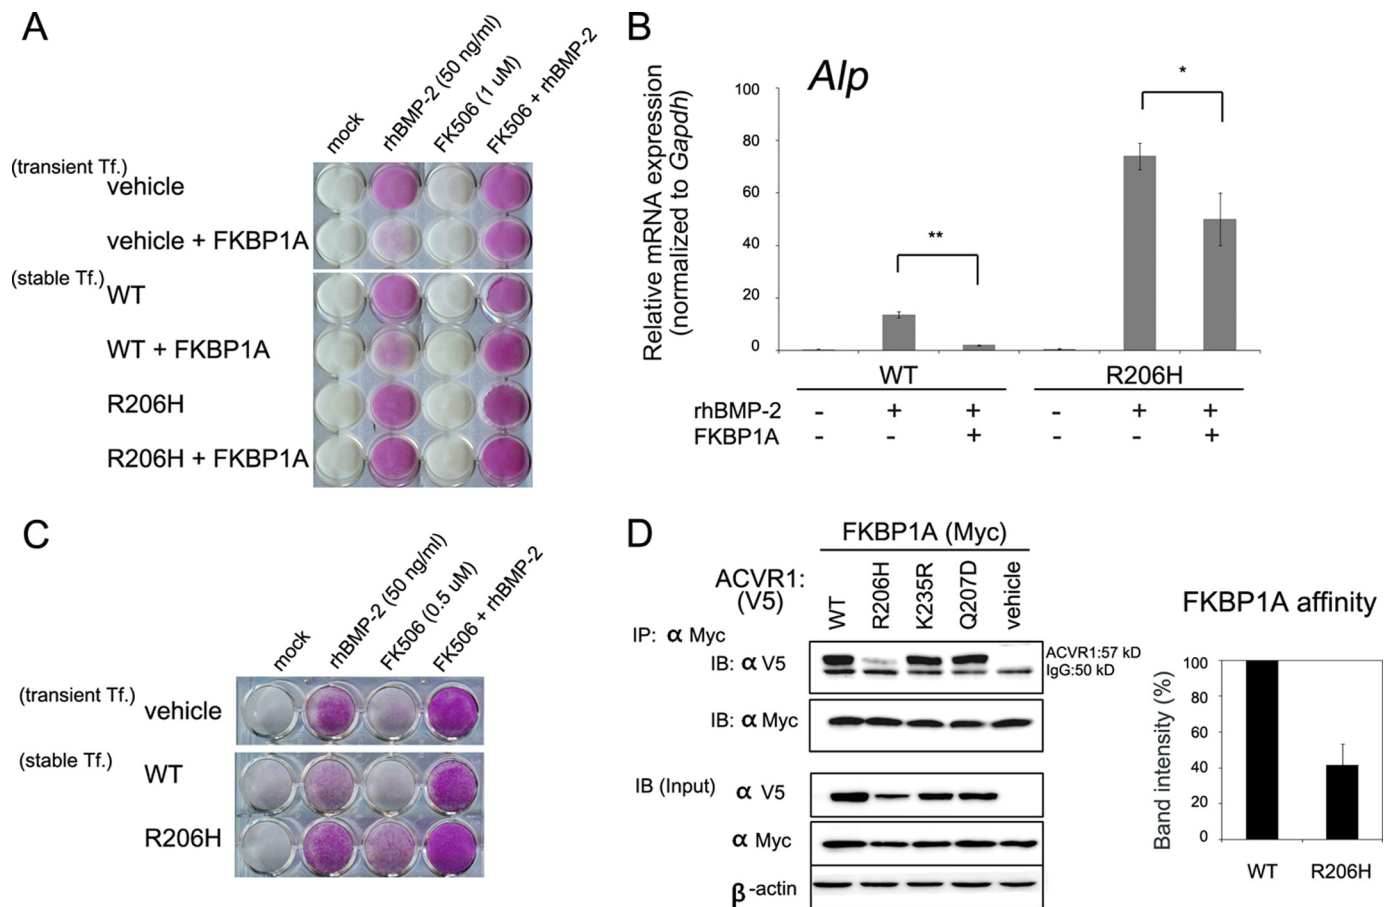 A
mock
rhBMP-2 (50 ng/ml)
FK506 (1 uM)
FK506 + rhBMP-2
(transient Tf.)
vehicle
vehicle + FKBP1A
(stable Tf.)
WT
WT + FKBP1A
R206H
R206H + FKBP1A
B
Alp
Relative mRNA expression
(normalized to Gapdh)
100
80
60
40
20
0
**
*
WT
R206H
rhBMP-2 - + + - + +
FKBP1A - - + - - +
C
mock
rhBMP-2 (50 ng/ml)
FK506 (0.5 uM)
FK506 + rhBMP-2
(transient Tf.)
vehicle
(stable Tf.)
WT
R206H
D
FKBP1A (Myc)
ACVR1:
(V5)
WT
R206H
K235R
Q207D
vehicle
IP: α Myc
IB: α V5
ACVR1:57 kD
IgG:50 kD
IB: α Myc
IB (Input) α V5
α Myc
β-actin
FKBP1A affinity
Band intensity (%)
100
80
60
40
20
0
WT
R206H